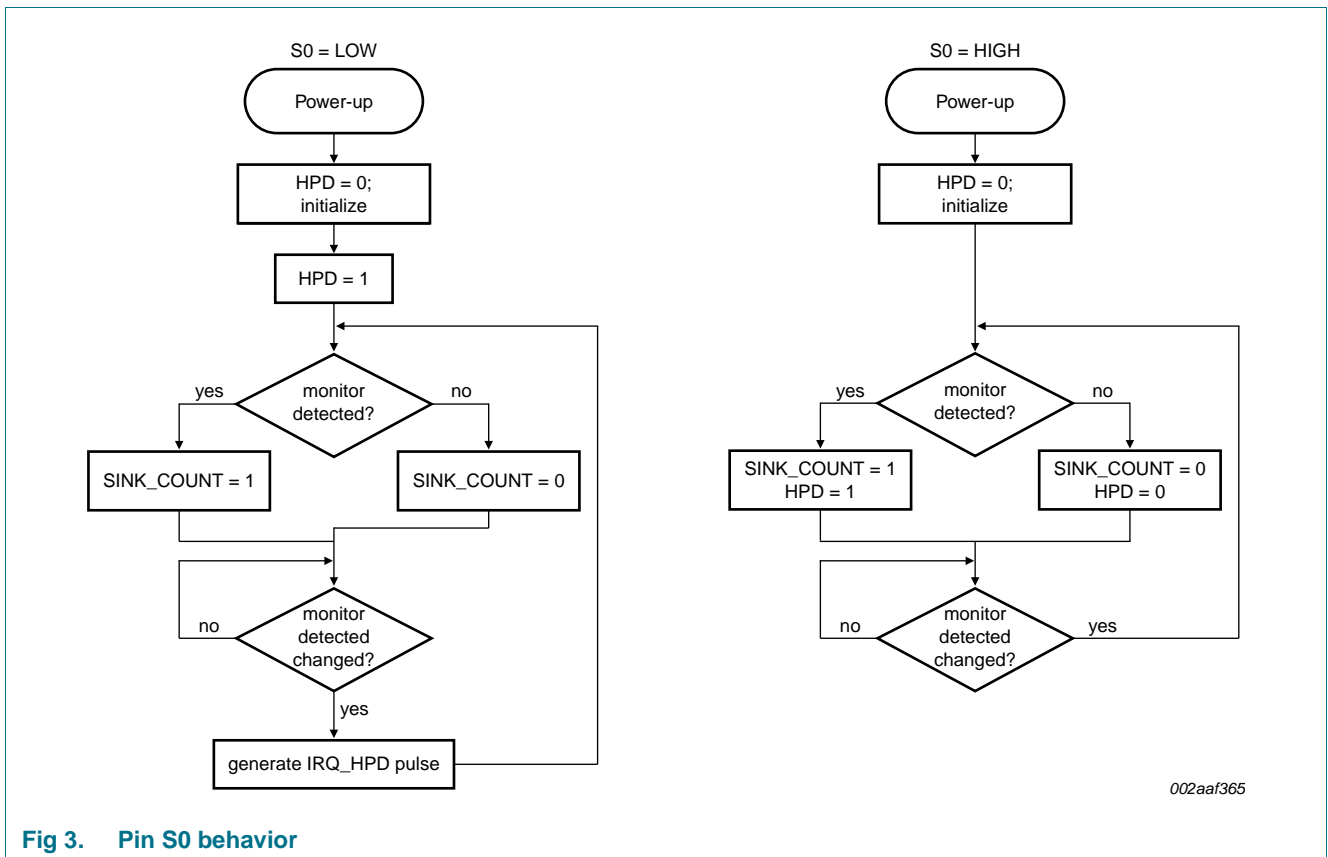 S0 = LOW
Power-up
HPD = 0;
initialize
HPD = 1
monitor
detected?
yes
no
SINK_COUNT = 1
SINK_COUNT = 0
monitor
detected
changed?
no
yes
generate IRQ_HPD pulse
S0 = HIGH
Power-up
HPD = 0;
initialize
monitor
detected?
yes
no
SINK_COUNT = 1
HPD = 1
SINK_COUNT = 0
HPD = 0
monitor
detected
changed?
no
yes
002aaf365
Fig 3. Pin S0 behavior